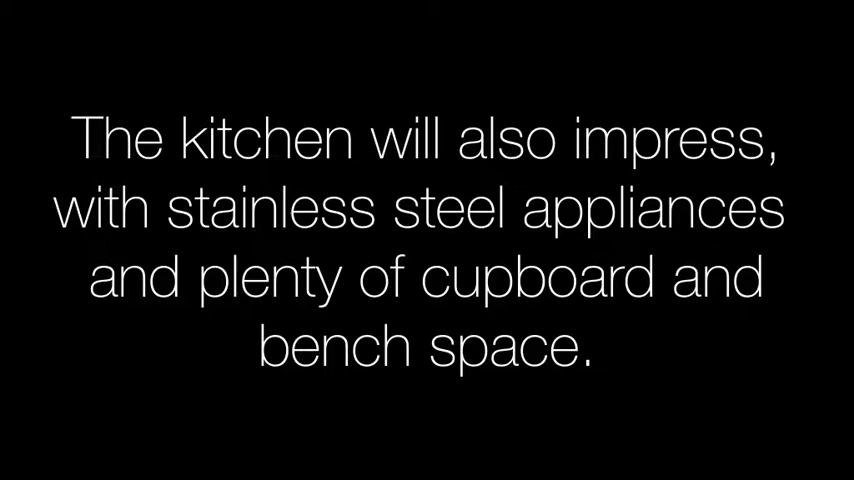 The kitchen will also impress,
with stainless steel appliances
and plenty of cupboard and
bench space.